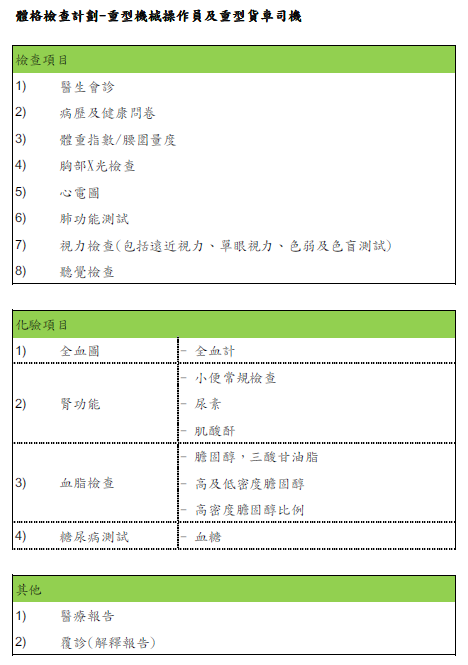 體格檢查計劃-重型機械操作員及重型貨車司機
檢查項目
1) 醫生會診
2) 病歷及健康問卷
3) 體重指數/腰圍量度
4) 胸部X光檢查
5) 心電圖
6) 肺功能測試
7) 視力檢查(包括遠近視力、單眼視力、色弱及色盲測試)
8) 聽覺檢查
化驗項目
1) 全血圖 - 全血計
- 小便常規檢查
2) 腎功能 - 尿素
- 肌酸酐
- 膽固醇，三酸甘油脂
3) 血脂檢查 - 高及低密度膽固醇
- 高密度膽固醇比例
4) 糖尿病測試 - 血糖
其他
1) 醫療報告
2) 覆診(解釋報告)